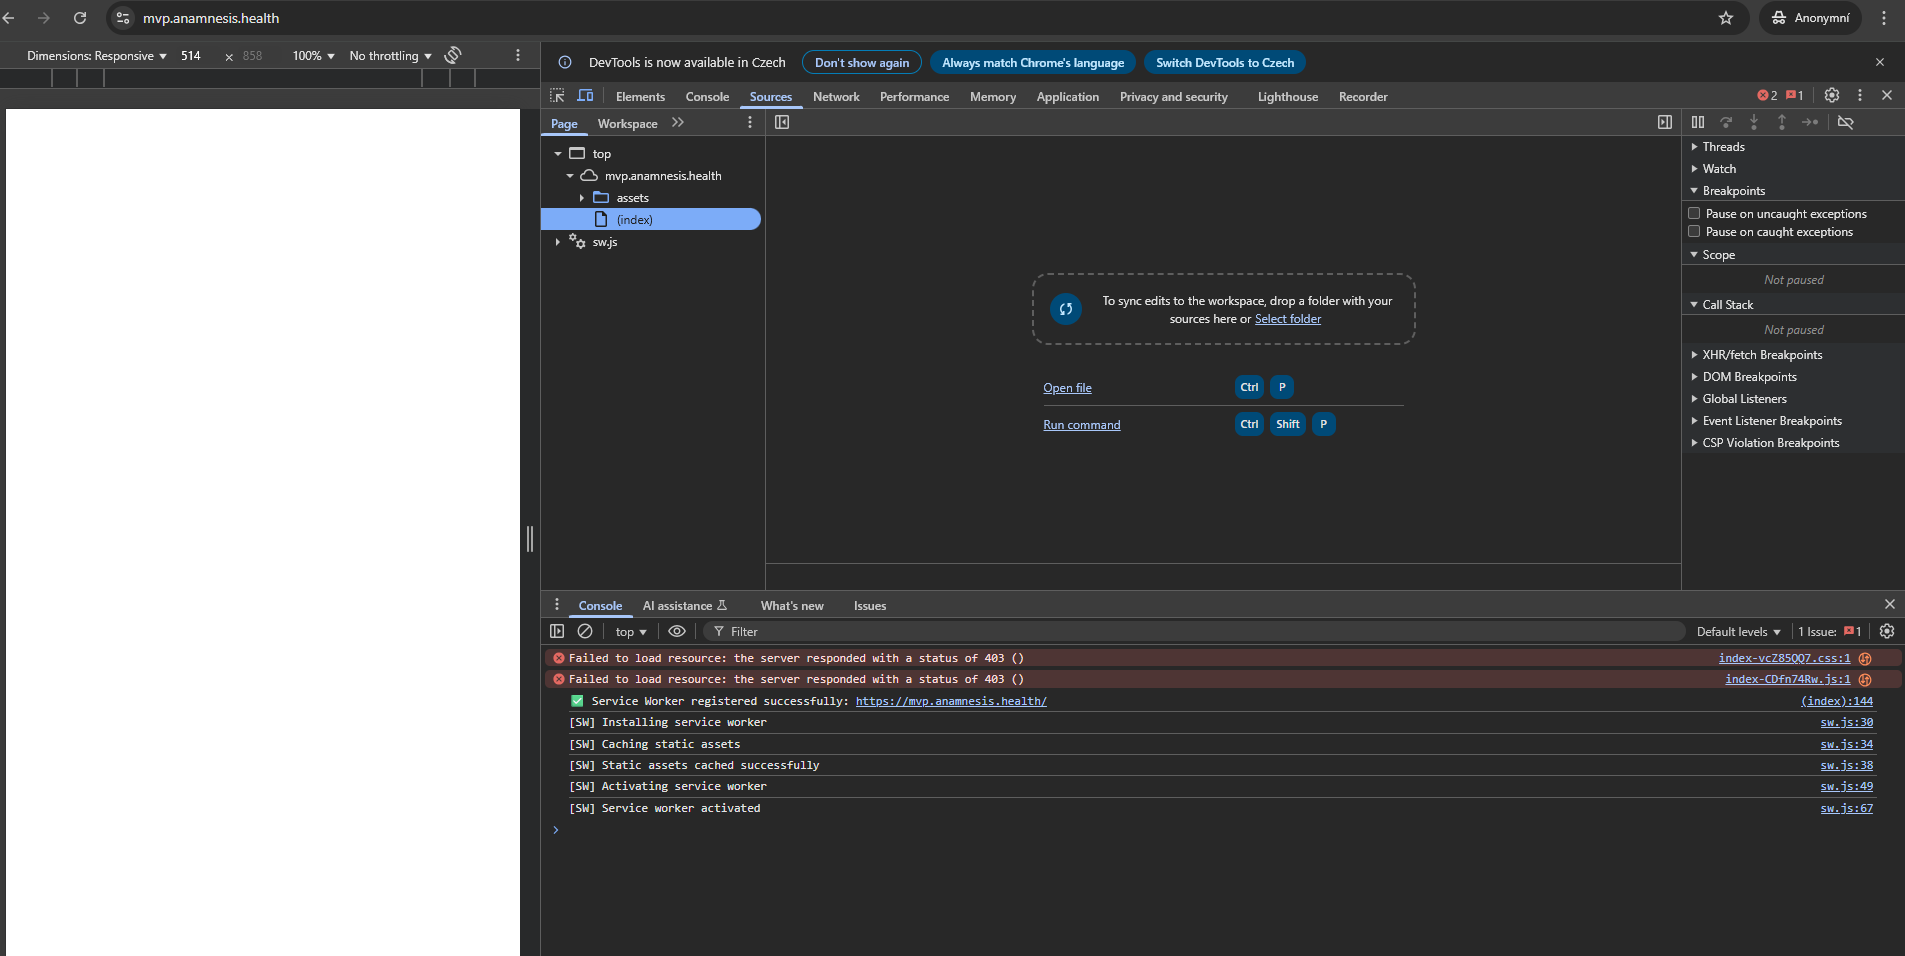 mvp.anamnesis.health
Anonymní
Dimensions: Responsive
514
×
858
100%
No throttling
DevTools is now available in Czech
Don't show again
Always match Chrome's language
Switch DevTools to Czech
Elements
Console
Sources
Network
Performance
Memory
Application
Privacy and security
Lighthouse
Recorder
2
1
Page
Workspace
top
mvp.anamnesis.health
assets
(index)
sw.js
To sync edits to the workspace, drop a folder with your
sources here or Select folder
Open file
Ctrl
P
Run command
Ctrl
Shift
P
Threads
Watch
Breakpoints
Pause on uncaught exceptions
Pause on caught exceptions
Scope
Not paused
Call Stack
Not paused
XHR/fetch Breakpoints
DOM Breakpoints
Global Listeners
Event Listener Breakpoints
CSP Violation Breakpoints
Console
AI assistance
What's new
Issues
top
Filter
Default levels
1 Issue:
1
Failed to load resource: the server responded with a status of 403 () index-vcZ85QQ7.css:1
Failed to load resource: the server responded with a status of 403 () index-CDfn74Rw.js:1
✅ Service Worker registered successfully: https://mvp.anamnesis.health/ (index):144
[SW] Installing service worker sw.js:30
[SW] Caching static assets sw.js:34
[SW] Static assets cached successfully sw.js:38
[SW] Activating service worker sw.js:49
[SW] Service worker activated sw.js:67